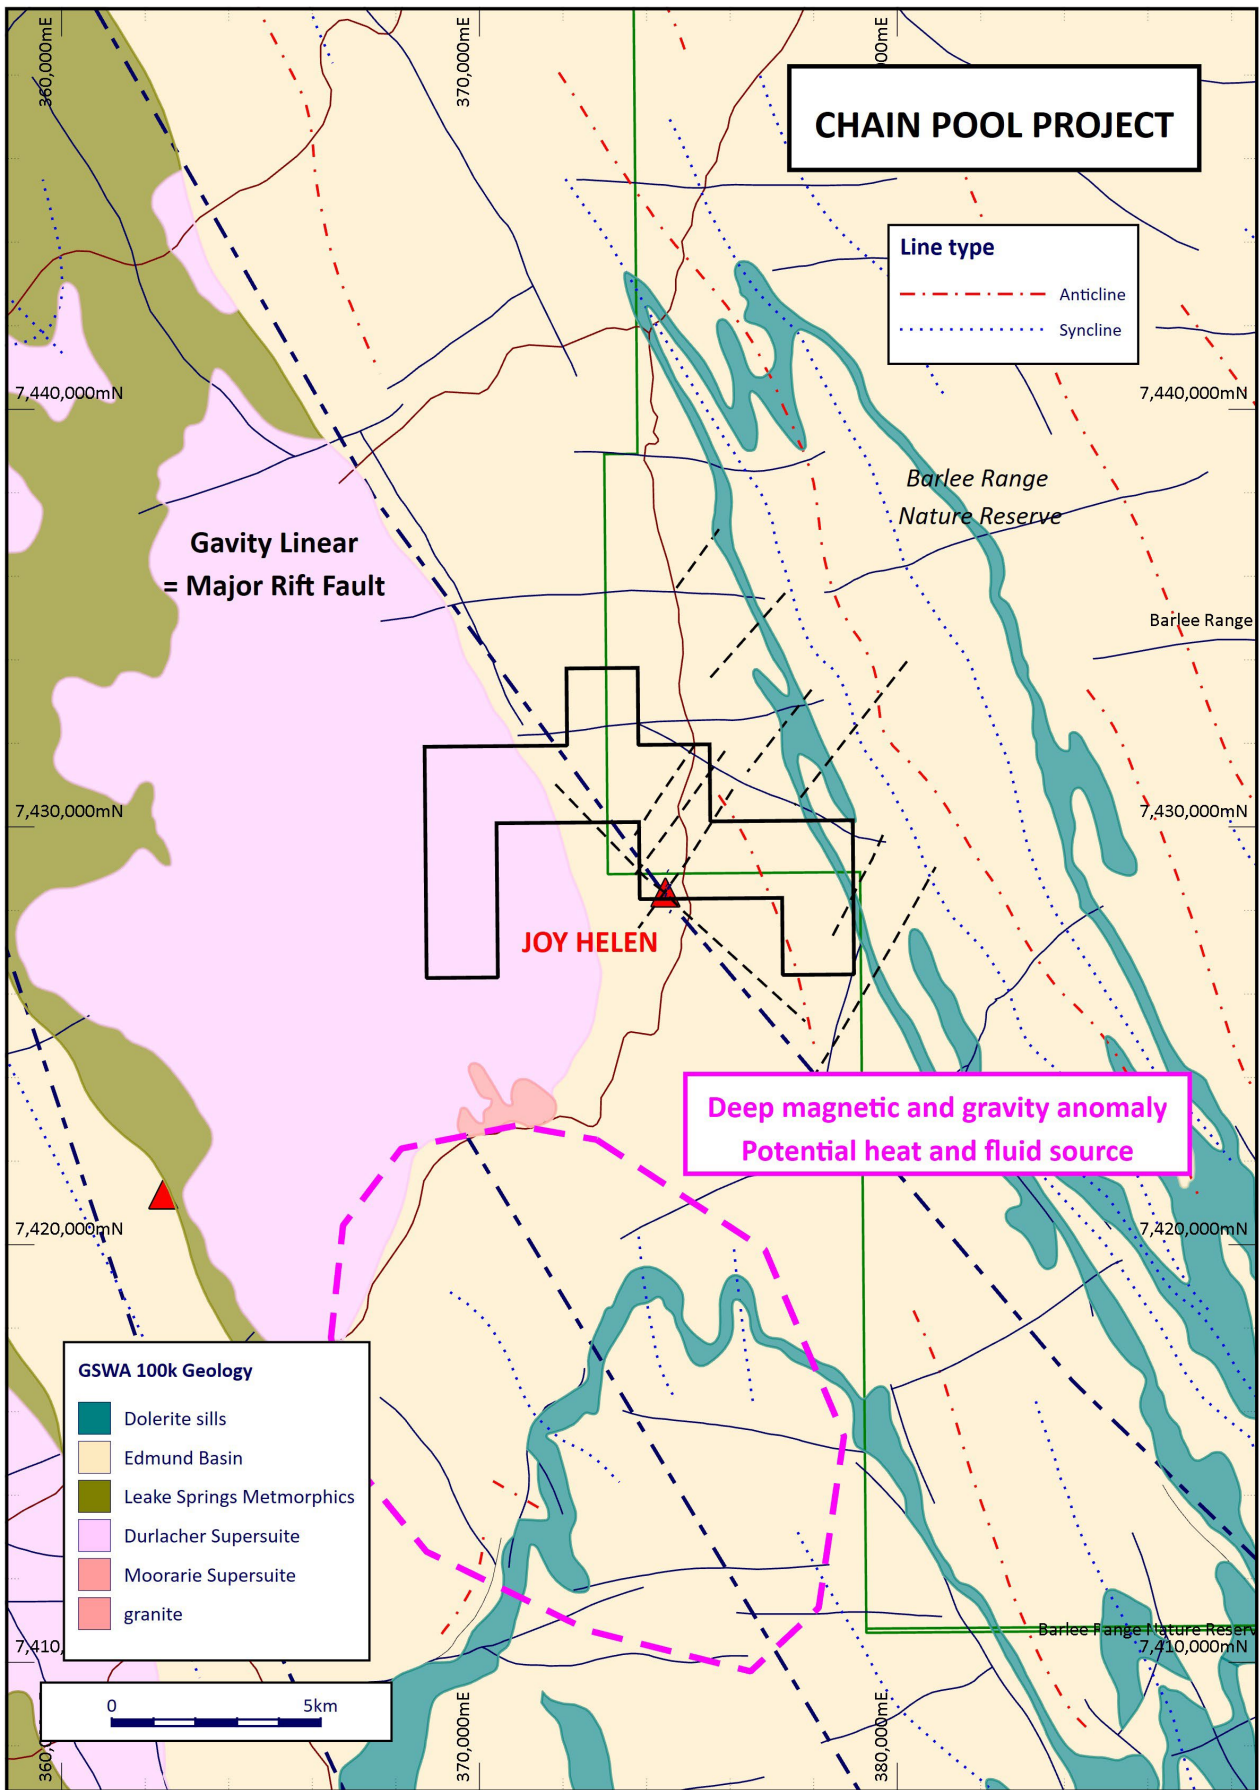 360,000mE
370,000mE
000mE
CHAIN POOL PROJECT
Line type
Anticline
Syncline
7,440,000mN
7,440,000mN
Barlee Range
Nature Reserve
Gavity Linear
= Major Rift Fault
Barlee Range
7,430,000mN
7,430,000mN
JOY HELEN
Deep magnetic and gravity anomaly
Potential heat and fluid source
7,420,000mN
7,420,000mN
GSWA 100k Geology
Dolerite sills
Edmund Basin
Leake Springs Metmorphics
Durlacher Supersuite
Moorarie Supersuite
granite
7,410,
Barlee Range Nature Reserv
7,410,000mN
0
5km
360,
370,000mE
380,000mE